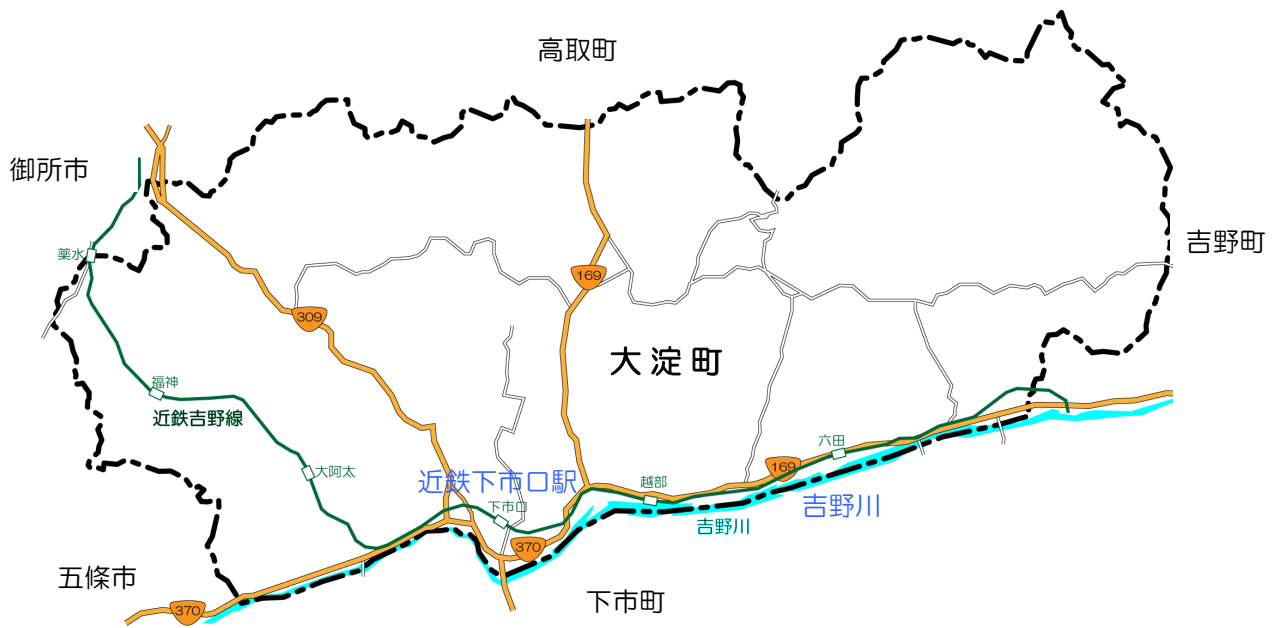 高取町
御所市
吉野町
薬水
169
309
大淀町
福神
近鉄吉野線
六田
大阿太
169
近鉄下市口駅
越部
下市口
吉野川
吉野川
370
五條市
下市町
370